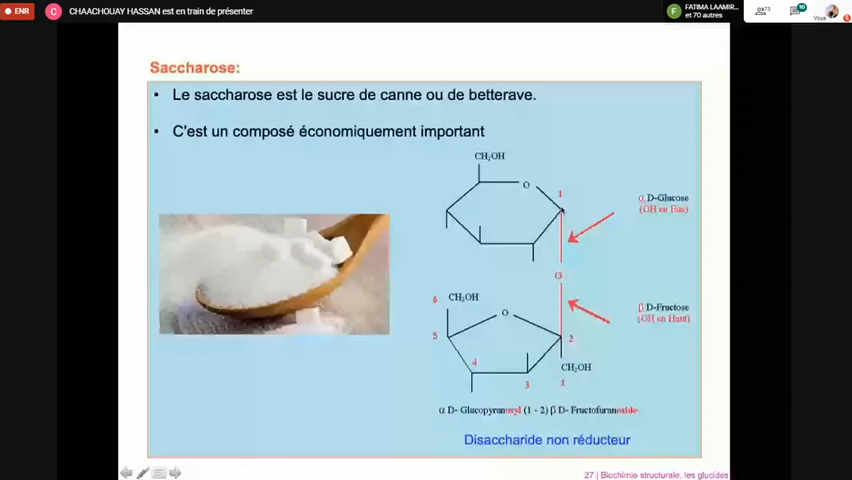 ENR
C
CHAACHOUAY HASSAN est en train de présenter
F
FATIMA LAAMIR...
et 70 autres
73
10
Vous
Saccharose:
• Le saccharose est le sucre de canne ou de betterave.
• C'est un composé économiquement important
CH₂OH
O
1
α D-Glucose
(OH en Bas)
O
6 CH₂OH
β D-Fructose
(OH en Haut)
O
5
2
4
CH₂OH
3
1
α D- Glucopyranosyl (1 - 2) β D- Fructofuranoxide
Disaccharide non réducteur
27 | Biochimie structurale, les glucides